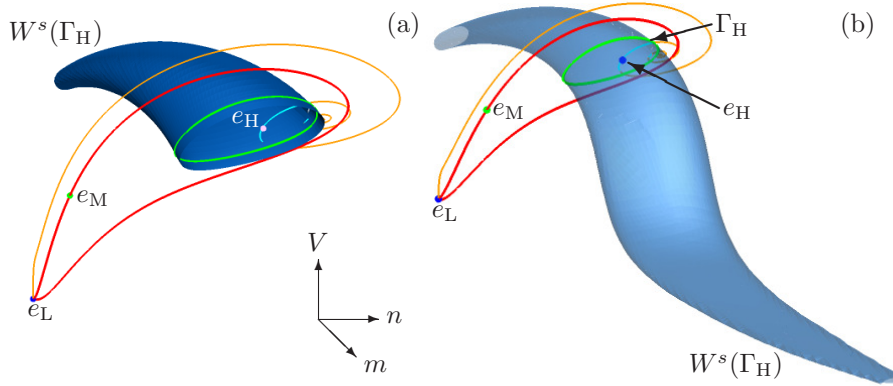 W^s(Γ_H)
(a)
e_H
e_M
e_L
V
n
m
(b)
Γ_H
e_H
e_M
e_L
W^s(Γ_H)